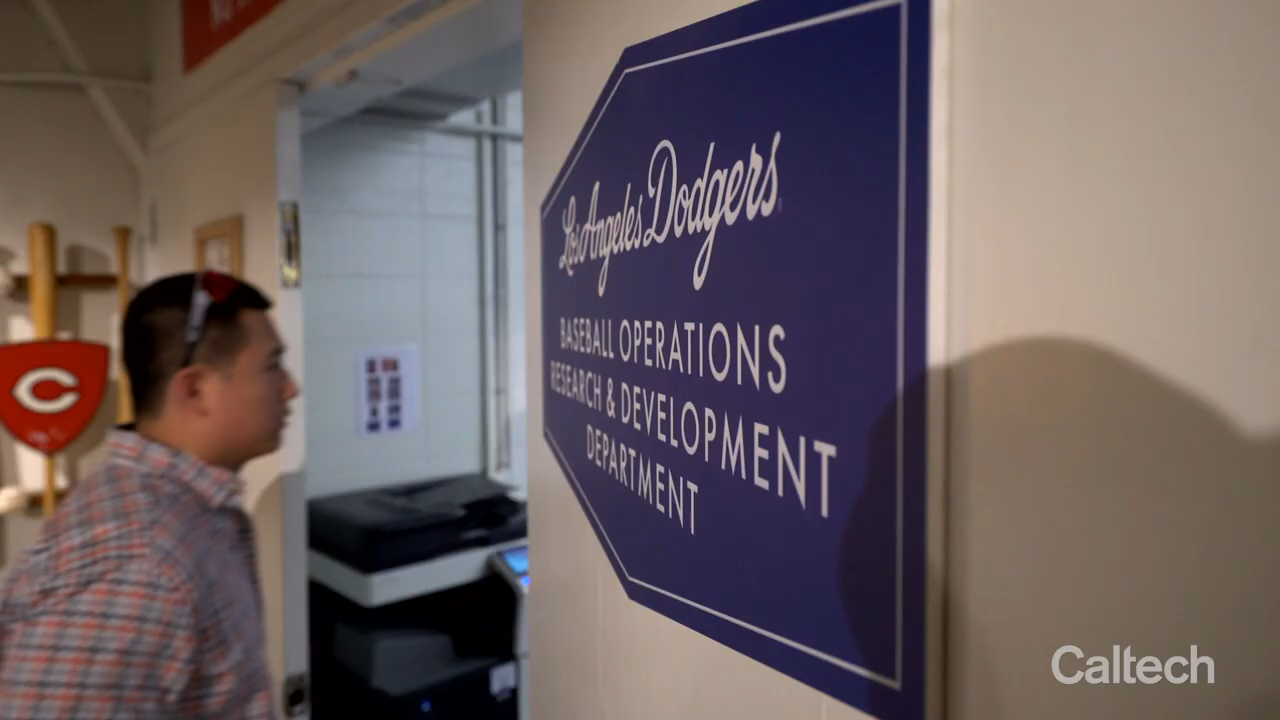 Los Angeles Dodgers
BASEBALL OPERATIONS
RESEARCH & DEVELOPMENT
DEPARTMENT
C
Caltech